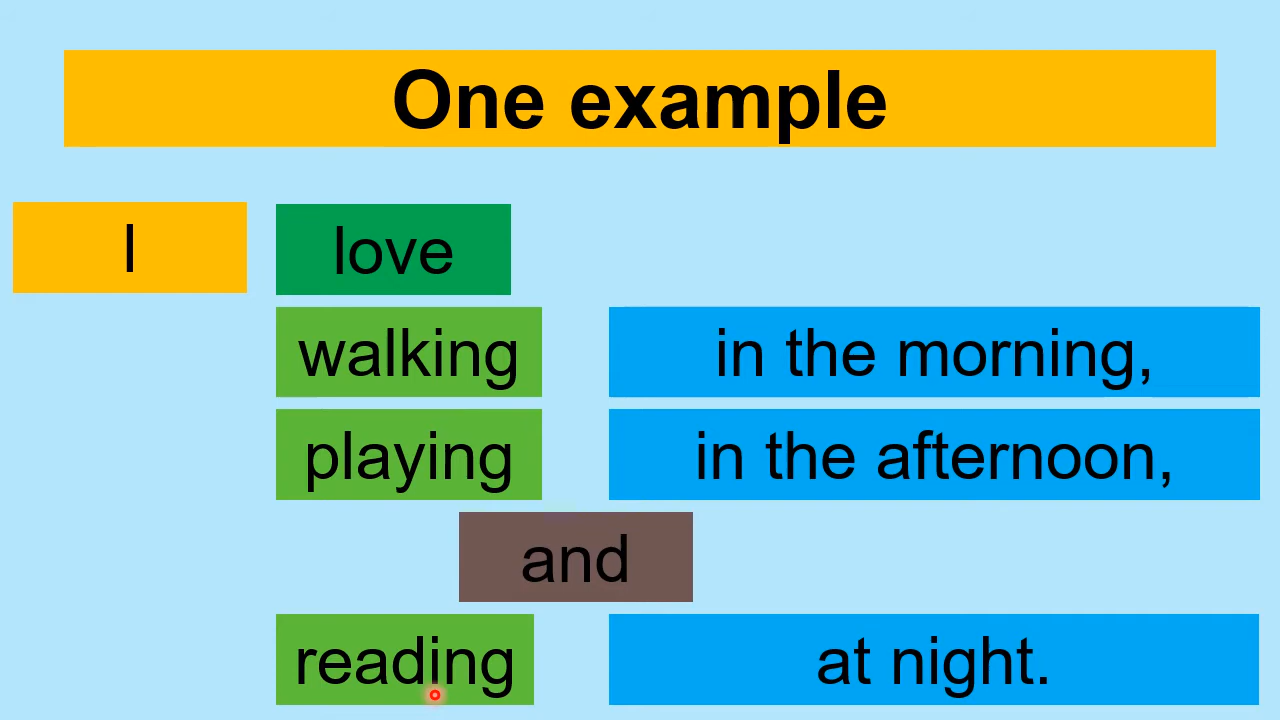 One example
I love
walking in the morning,
playing in the afternoon,
and
reading at night.